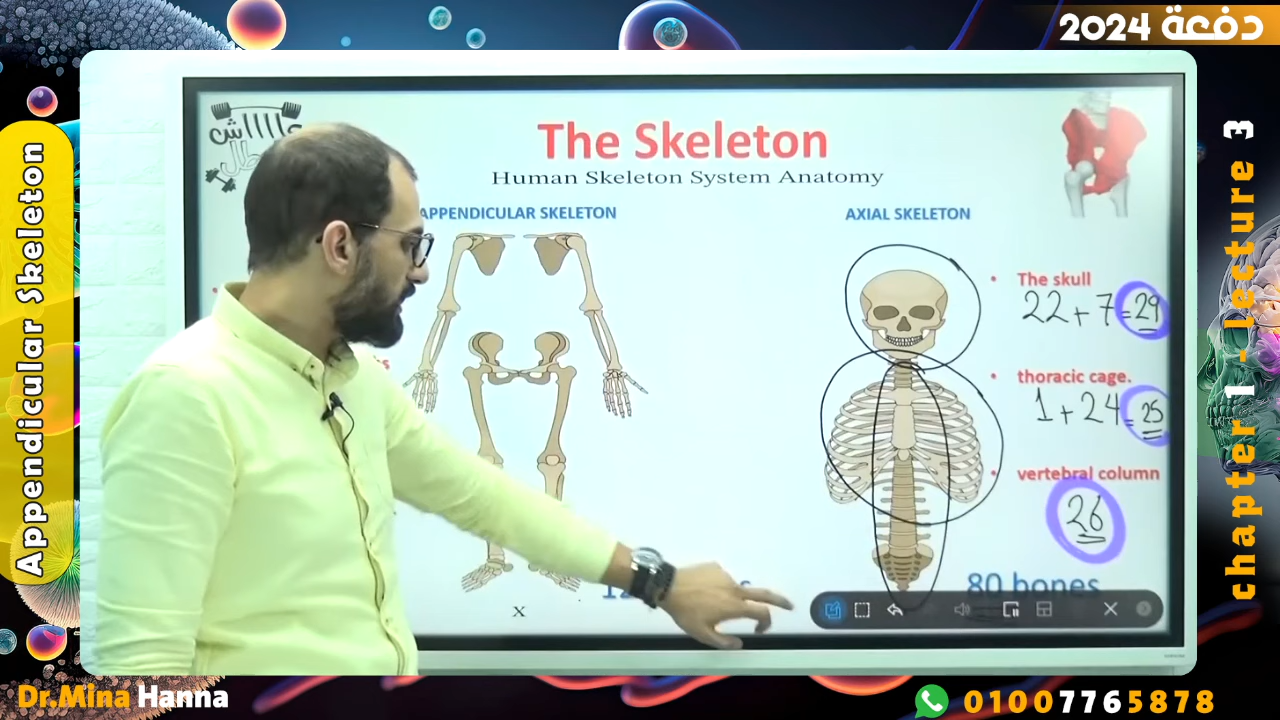 دفعة 2024
Appendicular Skeleton
The Skeleton
Human Skeleton System Anatomy
APPENDICULAR SKELETON
AXIAL SKELETON
The skull
22 + 7 = 29
thoracic cage.
1 + 24 = 25
vertebral column
26
80 bones
X
chapter 1 - lecture 3
Dr.Mina Hanna
01007765878